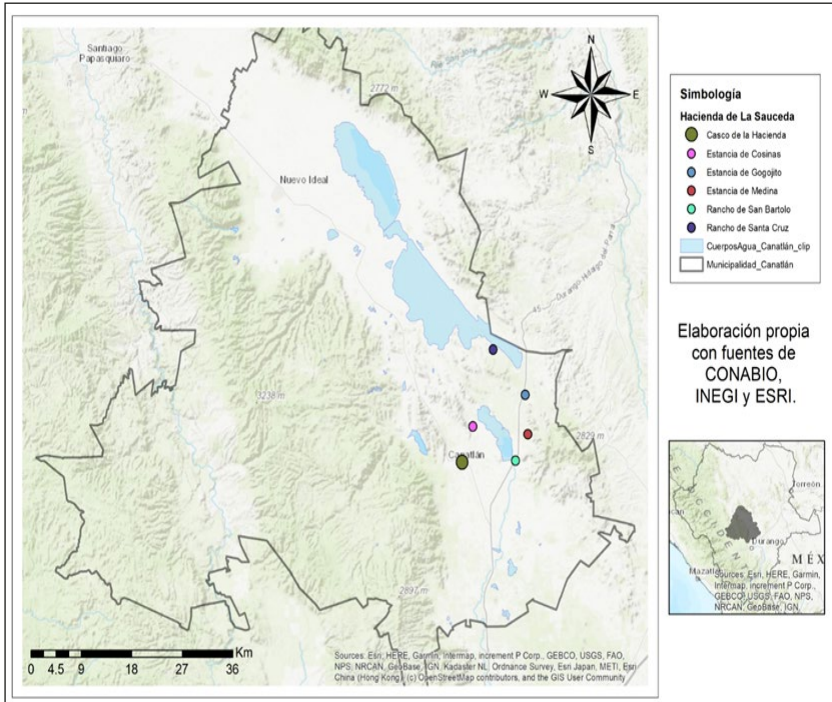 Santiago
Papasquiaro
2772 m
Nuevo Ideal
45
Durango Hidalgo del Parral
3238 m
2829 m
Canatlán
2897 m
N
W
E
S
Km
0 4.5 9 18 27 36
Sources: Esri, HERE, Garmin, Intermap, increment P Corp., GEBCO, USGS, FAO,
NPS, NRCAN, GeoBase, IGN, Kadaster NL, Ordnance Survey, Esri Japan, METI, Esri
China (Hong Kong), (c) OpenStreetMap contributors, and the GIS User Community
Simbología
Hacienda de La Sauceda
Casco de la Hacienda
Estancia de Cosinas
Estancia de Gogojito
Estancia de Medina
Rancho de San Bartolo
Rancho de Santa Cruz
CuerposAgua_Canatlán_clip
Municipalidad_Canatlán
Elaboración propia
con fuentes de
CONABIO,
INEGI y ESRI.
Torreón
Durango
MÉX
Mazatlán
Sources: Esri, HERE, Garmin,
Intermap, increment P Corp.,
GEBCO, USGS, FAO, NPS,
NRCAN, GeoBase, IGN,